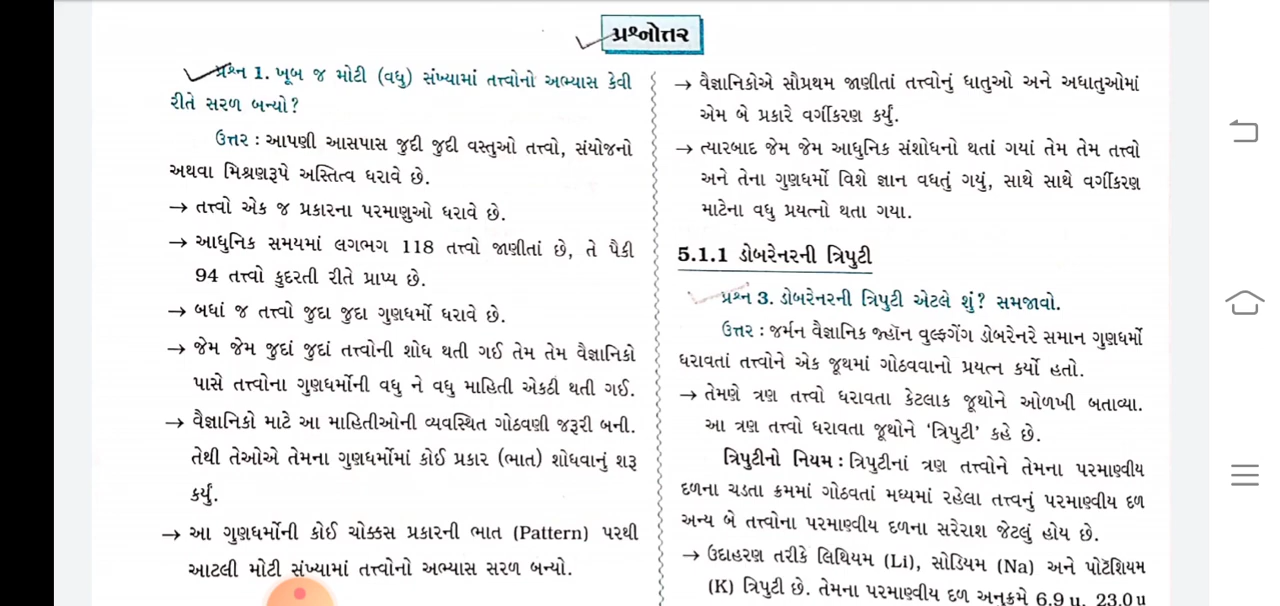 પ્રશ્નોત્તર
પ્રશ્ન 1. ખૂબ જ મોટી (વધુ) સંખ્યામાં તત્ત્વોનો અભ્યાસ કેવી
રીતે સરળ બન્યો?
ઉત્તર : આપણી આસપાસ જુદી જુદી વસ્તુઓ તત્ત્વો, સંયોજનો
અથવા મિશ્રણરૂપે અસ્તિત્વ ધરાવે છે.
→ તત્ત્વો એક જ પ્રકારના પરમાણુઓ ધરાવે છે.
→ આધુનિક સમયમાં લગભગ 118 તત્ત્વો જાણીતાં છે, તે પૈકી
94 તત્ત્વો કુદરતી રીતે પ્રાપ્ય છે.
→ બધાં જ તત્ત્વો જુદા જુદા ગુણધર્મો ધરાવે છે.
→ જેમ જેમ જુદાં જુદાં તત્ત્વોની શોધ થતી ગઈ તેમ તેમ વૈજ્ઞાનિકો
પાસે તત્ત્વોના ગુણધર્મોની વધુ ને વધુ માહિતી એકઠી થતી ગઈ.
→ વૈજ્ઞાનિકો માટે આ માહિતીઓની વ્યવસ્થિત ગોઠવણી જરૂરી બની.
તેથી તેઓએ તેમના ગુણધર્મોમાં કોઈ પ્રકાર (ભાત) શોધવાનું શરૂ
કર્યું.
→ આ ગુણધર્મોની કોઈ ચોક્કસ પ્રકારની ભાત (Pattern) પરથી
આટલી મોટી સંખ્યામાં તત્ત્વોનો અભ્યાસ સરળ બન્યો.
→ વૈજ્ઞાનિકોએ સૌપ્રથમ જાણીતાં તત્ત્વોનું ધાતુઓ અને અધાતુઓમાં
એમ બે પ્રકારે વર્ગીકરણ કર્યું.
→ ત્યારબાદ જેમ જેમ આધુનિક સંશોધનો થતાં ગયાં તેમ તેમ તત્ત્વો
અને તેના ગુણધર્મો વિશે જ્ઞાન વધતું ગયું, સાથે સાથે વર્ગીકરણ
માટેના વધુ પ્રયત્નો થતા ગયા.
5.1.1 ડોબરેનરની ત્રિપુટી
પ્રશ્ન 3. ડોબરેનરની ત્રિપુટી એટલે શું? સમજાવો.
ઉત્તર : જર્મન વૈજ્ઞાનિક જ્હૉન વુલ્ફગેંગ ડોબરેનરે સમાન ગુણધર્મો
ધરાવતાં તત્ત્વોને એક જૂથમાં ગોઠવવાનો પ્રયત્ન કર્યો હતો.
→ તેમણે ત્રણ તત્ત્વો ધરાવતા કેટલાક જૂથોને ઓળખી બતાવ્યા.
આ ત્રણ તત્ત્વો ધરાવતા જૂથોને ‘ત્રિપુટી’ કહે છે.
ત્રિપુટીનો નિયમ : ત્રિપુટીનાં ત્રણ તત્ત્વોને તેમના પરમાણ્વીય
દળના ચડતા ક્રમમાં ગોઠવતાં મધ્યમાં રહેલા તત્ત્વનું પરમાણ્વીય દળ
અન્ય બે તત્ત્વોના પરમાણ્વીય દળના સરેરાશ જેટલું હોય છે.
→ ઉદાહરણ તરીકે લિથિયમ (Li), સોડિયમ (Na) અને પોટેશિયમ
(K) ત્રિપુટી છે. તેમના પરમાણ્વીય દળ અનુક્રમે 6.9 u, 23.0 u